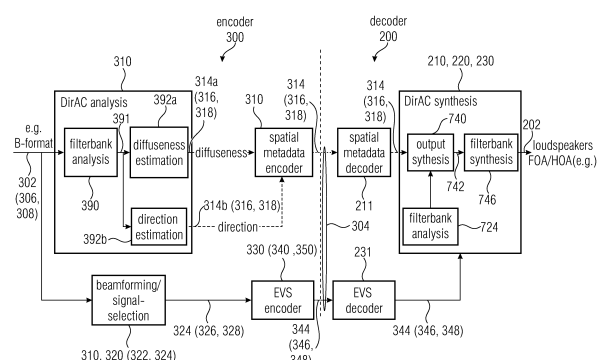 encoder
300
decoder
200
310
DirAC analysis
392a
314a
(316,
318)
310
314
(316,
318)
314
(316,
318)
210, 220, 230
DirAC synthesis
740
202
e.g.
B-format
302
(306,
308)
391
filterbank
analysis
390
diffuseness
estimation
diffuseness
spatial
metadata
encoder
spatial
metadata
decoder
211
output
sythesis
742
filterbank
synthesis
746
loudspeakers
FOA/HOA(e.g.)
314b (316, 318)
direction
estimation
392b
direction
304
filterbank
analysis
724
330 (340 ,350)
231
beamforming/
signal-
selection
310, 320 (322, 324)
324 (326, 328)
EVS
encoder
344
(346,
348)
EVS
decoder
344 (346, 348)